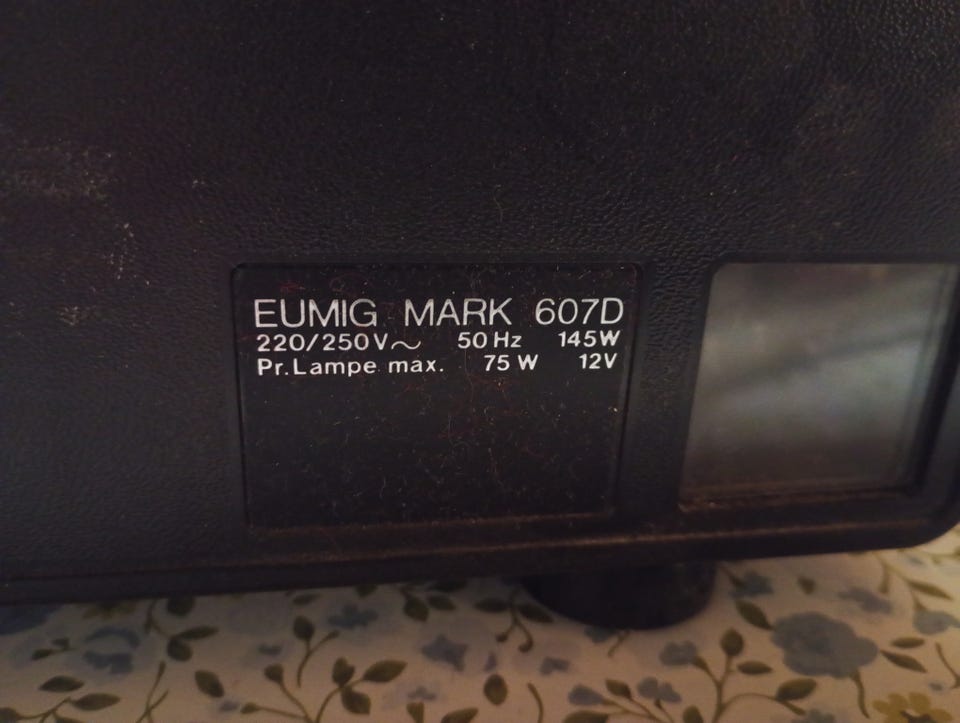 EUMIG MARK 607D
220/250V~ 50Hz 145W
Pr.Lampe max. 75W 12V